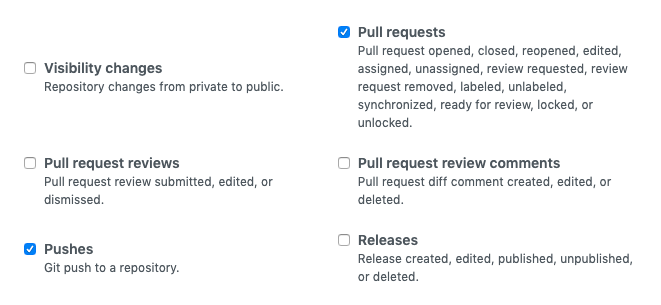 Pull requests
Pull request opened, closed, reopened, edited,
assigned, unassigned, review requested, review
request removed, labeled, unlabeled,
synchronized, ready for review, locked, or
unlocked.
Visibility changes
Repository changes from private to public.
Pull request reviews
Pull request review submitted, edited, or
dismissed.
Pull request review comments
Pull request diff comment created, edited, or
deleted.
Pushes
Git push to a repository.
Releases
Release created, edited, published, unpublished,
or deleted.